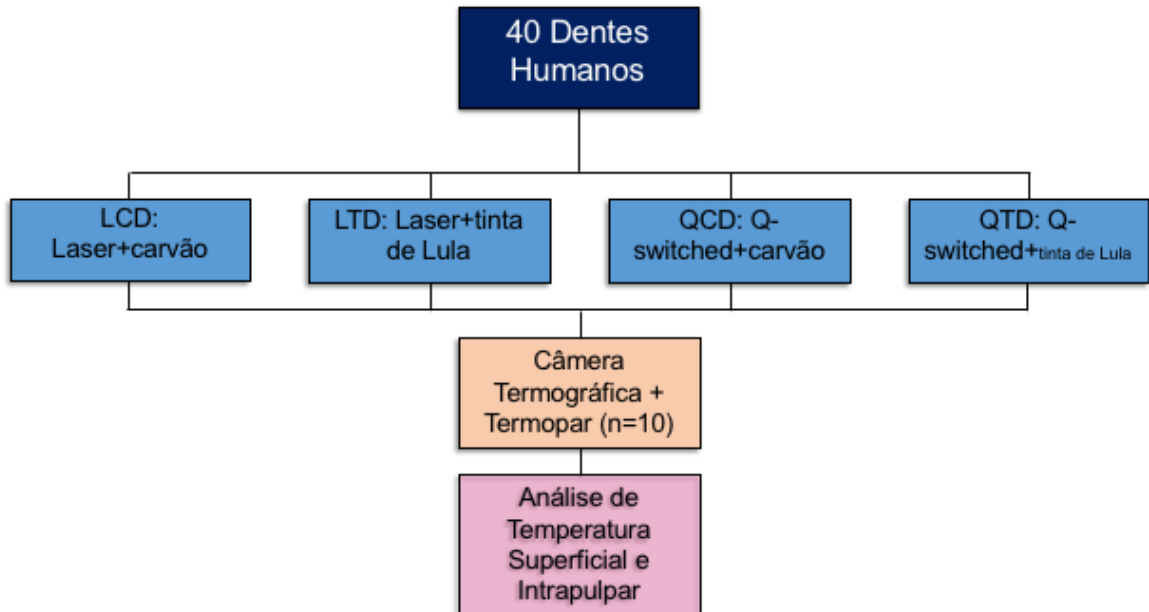 40 Dentes
Humanos
LCD:
Laser+carvão
LTD: Laser+tinta
de Lula
QCD: Q-
switched+carvão
QTD: Q-
switched+tinta de Lula
Câmera
Termográfica +
Termopar (n=10)
Análise de
Temperatura
Superficial e
Intrapulpar